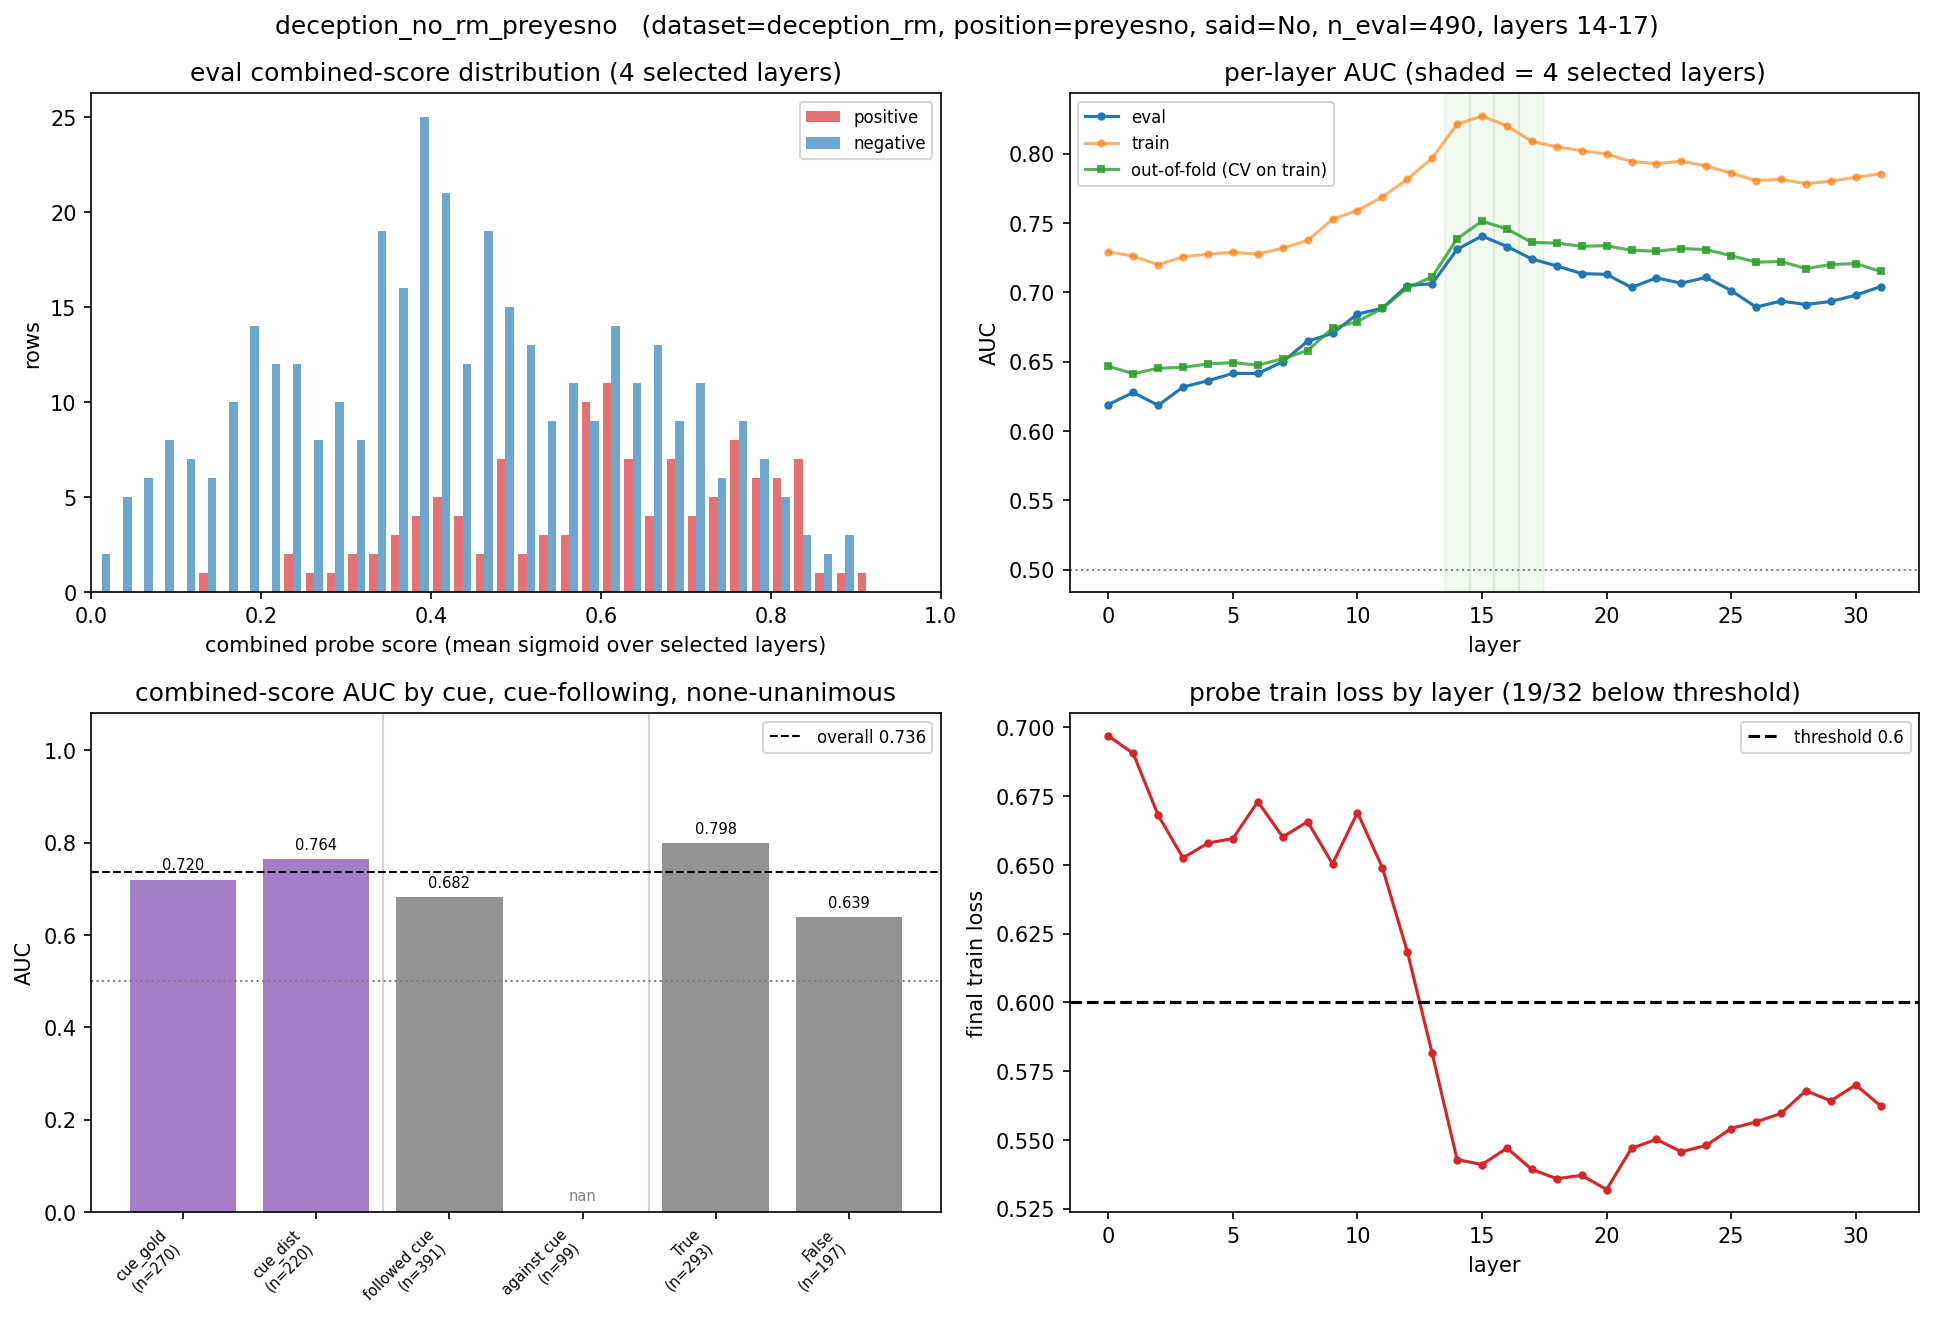 deception_no_rm_preyesno   (dataset=deception_rm, position=preyesno, said=No, n_eval=490, layers 14-17)
eval combined-score distribution (4 selected layers)
positive
negative
25
20
15
10
5
0
rows
0.0 0.2 0.4 0.6 0.8 1.0
combined probe score (mean sigmoid over selected layers)
per-layer AUC (shaded = 4 selected layers)
eval
train
out-of-fold (CV on train)
0.80
0.75
0.70
0.65
0.60
0.55
0.50
AUC
0 5 10 15 20 25 30
layer
combined-score AUC by cue, cue-following, none-unanimous
overall 0.736
1.0
0.8
0.6
0.4
0.2
0.0
AUC
0.720
0.764
0.682
nan
0.798
0.639
cue_gold
(n=270)
cue_dist
(n=220)
followed cue
(n=391)
against cue
(n=99)
True
(n=293)
False
(n=197)
probe train loss by layer (19/32 below threshold)
threshold 0.6
0.700
0.675
0.650
0.625
0.600
0.575
0.550
0.525
final train loss
0 5 10 15 20 25 30
layer